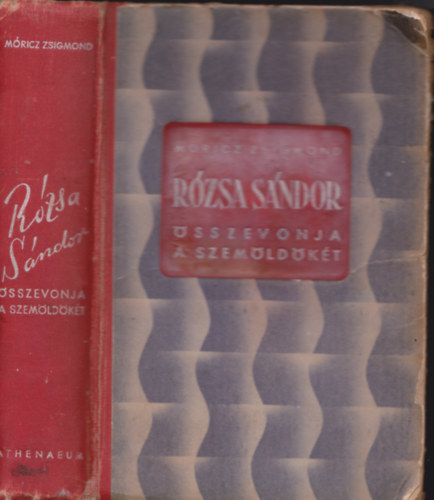 MÓRICZ ZSIGMOND
Rózsa
Sándor
ÖSSZEVONJA
A SZEMÖLDÖKÉT
ATHENAEUM
MÓRICZ ZSIGMOND
RÓZSA SÁNDOR
ÖSSZEVONJA
A SZEMÖLDÖKÉT